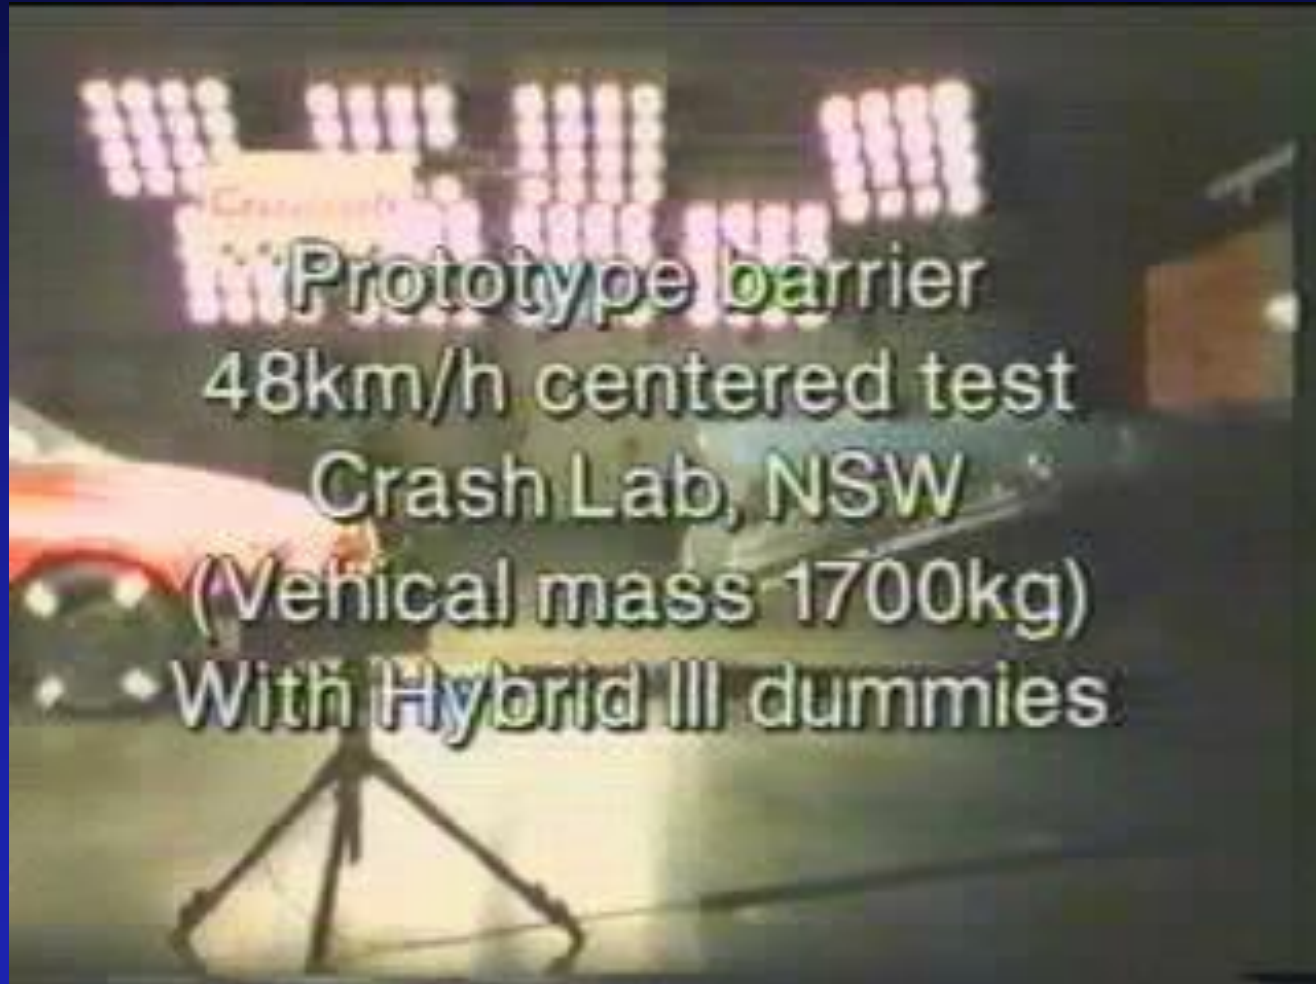 Prototype barrier
48km/h centered test
Crash Lab, NSW
(Vehical mass 1700kg)
With Hybrid III dummies